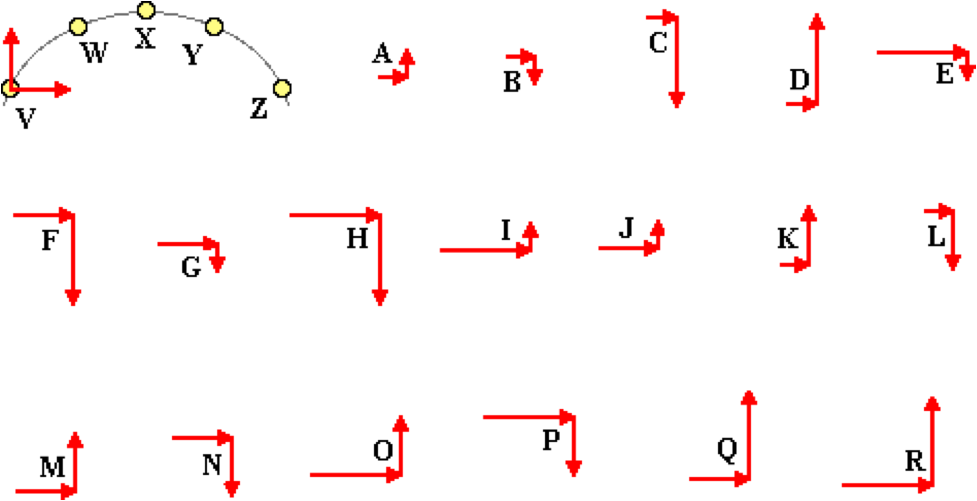 V W X Y Z A B C D E
F G H I J K L
M N O P Q R